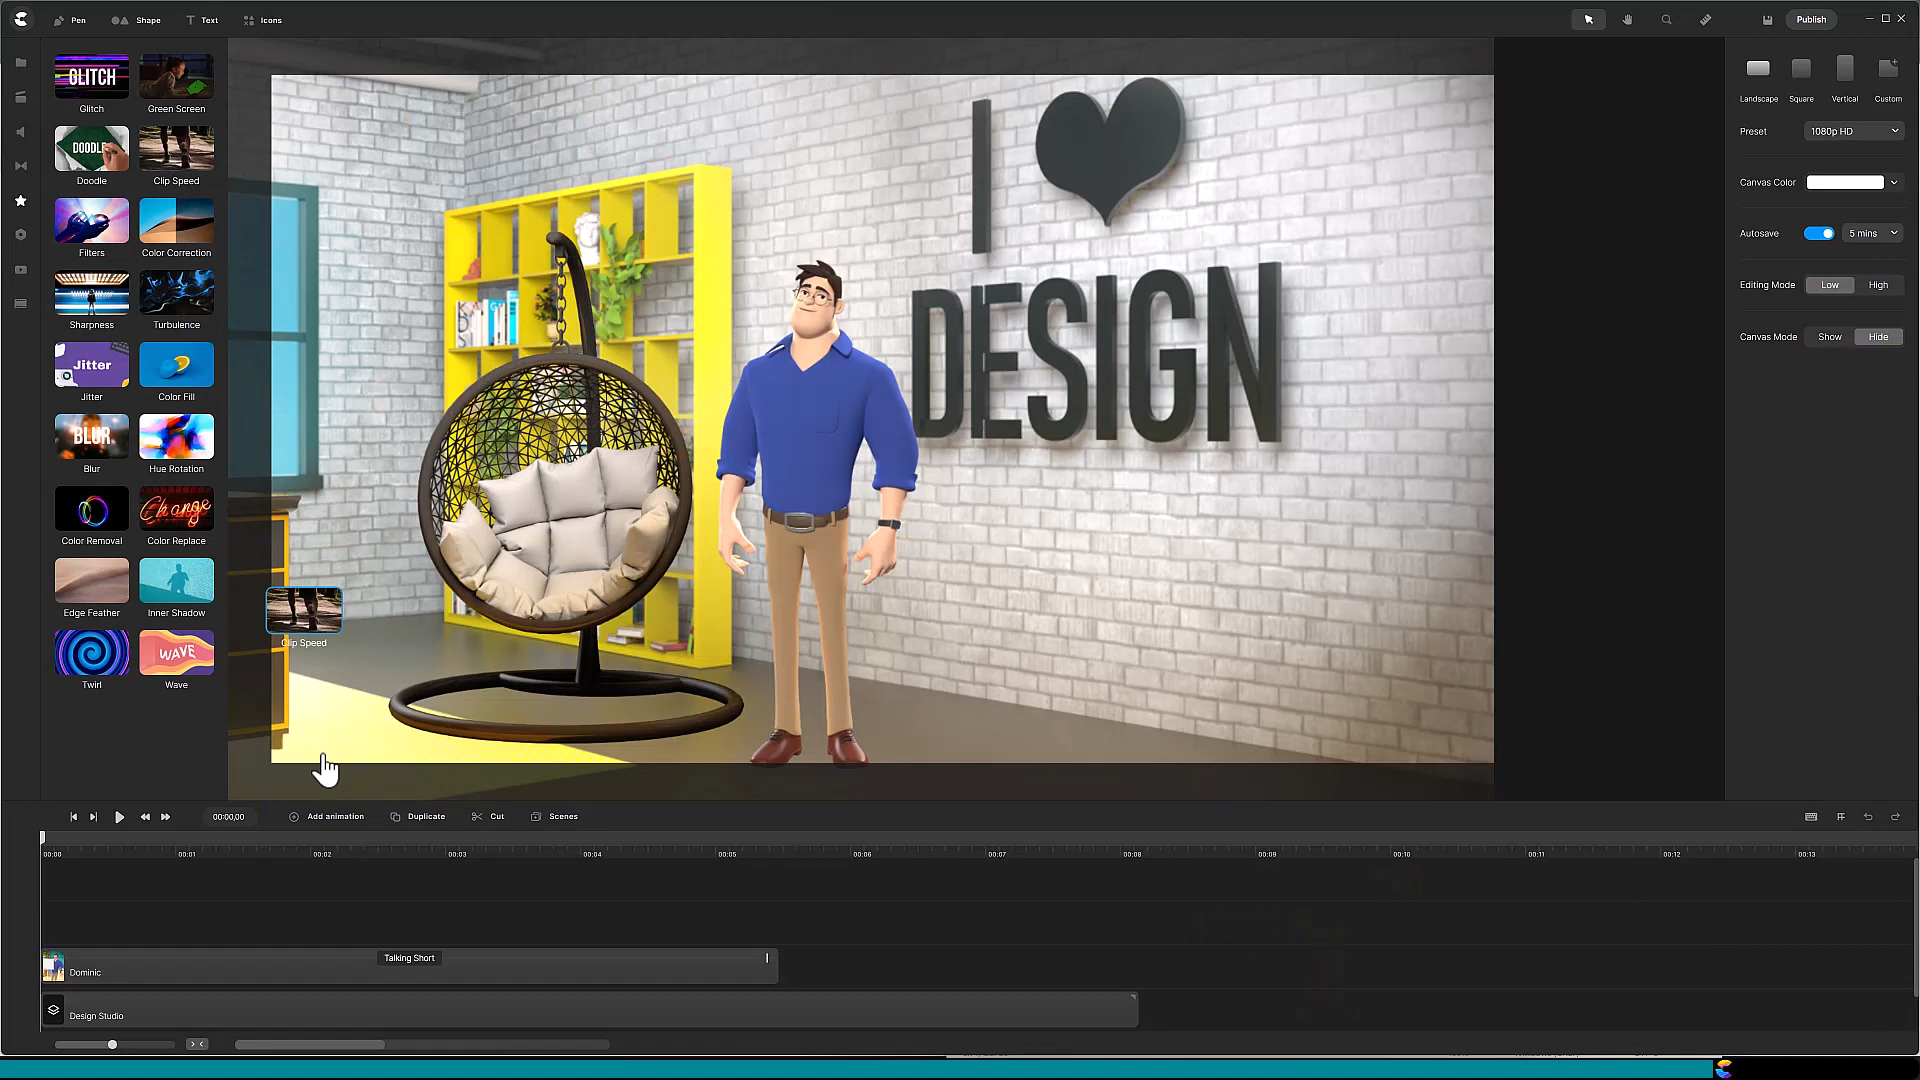 Pen
Shape
Text
Icons
Publish
GLITCH
Glitch
Green Screen
DOODLE
Doodle
Clip Speed
Filters
Color Correction
Sharpness
Turbulence
Jitter
Jitter
Color Fill
BLUR
Blur
Hue Rotation
Color Removal
Change
Color Replace
Edge Feather
Inner Shadow
Twirl
WAVE
Wave
Clip Speed
I
DESIGN
Landscape
Square
Vertical
Custom
Preset
1080p HD
Canvas Color
Autosave
5 mins
Editing Mode
Low
High
Canvas Mode
Show
Hide
00:00,00
Add animation
Duplicate
Cut
Scenes
00:00
00:01
00:02
00:03
00:04
00:05
00:06
00:07
00:08
00:09
00:10
00:11
00:12
00:13
Talking Short
Dominic
Design Studio